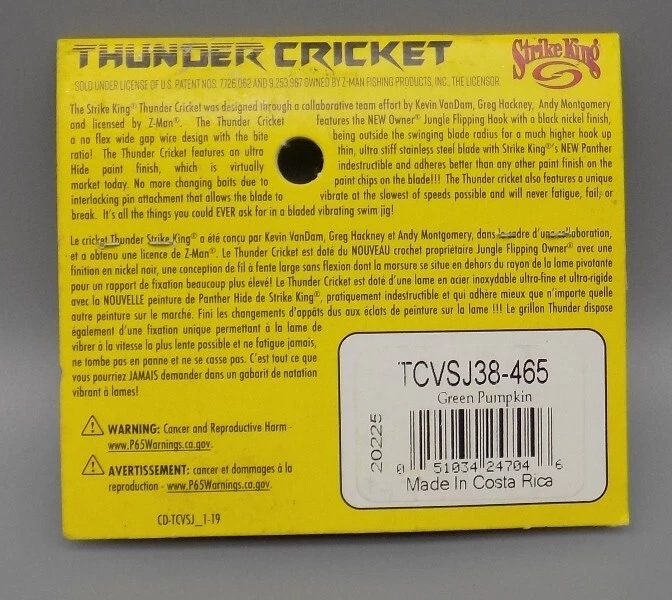 THUNDER CRICKET
Strike King
SOLD UNDER LICENSE OF U.S. PATENT NOS. 7726,062 AND 9,253,967 OWNED BY Z-MAN FISHING PRODUCTS, INC., THE LICENSOR.
The Strike King® Thunder Cricket was designed through a collaborative team effort by Kevin VanDam, Greg Hackney, Andy Montgomery
and licensed by Z-Man®. The Thunder Cricket features the NEW Owner® Jungle Flipping Hook with a black nickel finish,
a no flex wide gap wire design with the bite being outside the swinging blade radius for a much higher hook up
ratio! The Thunder Cricket features an ultra thin, ultra stiff stainless steel blade with Strike King's® NEW Panther
Hide paint finish, which is virtually indestructible and adheres better than any other paint finish on the
market today. No more changing baits due to paint chips on the blade!!! The Thunder cricket also features a unique
interlocking pin attachment that allows the blade to vibrate at the slowest of speeds possible and will never fatigue, fail, or
break. It's all the things you could EVER ask for in a bladed vibrating swim jig!
Le cricket Thunder Strike King® a été conçu par Kevin VanDam, Greg Hackney et Andy Montgomery, dans le cadre d'une collaboration,
et a obtenu une licence de Z-Man®. Le Thunder Cricket est doté du NOUVEAU crochet propriétaire Jungle Flipping Owner® avec une
finition en nickel noir, une conception de fil à fente large sans flexion dont la morsure se situe en dehors du rayon de la lame pivotante
pour un rapport de fixation beaucoup plus élevé! Le Thunder Cricket est doté d'une lame en acier inoxydable ultra-fine et ultra-rigide
avec la NOUVELLE peinture de Panther Hide de Strike King®, pratiquement indestructible et qui adhère mieux que n'importe quelle
autre peinture sur le marché. Fini les changements d'appâts dus aux éclats de peinture sur la lame !!! Le grillon Thunder dispose
également d'une fixation unique permettant à la lame de
vibrer à la vitesse la plus lente possible et ne fatigue jamais,
ne tombe pas en panne et ne se casse pas. C'est tout ce que
vous pourriez JAMAIS demander dans un gabarit de natation
vibrant à lames!
WARNING: Cancer and Reproductive Harm -
www.P65Warnings.ca.gov.
AVERTISSEMENT: cancer et dommages à la
reproduction - www.P65Warnings.ca.gov.
CD-TCVSJ_1-19
TCVSJ38-465
Green Pumpkin
20225
0 51034 24704 6
Made In Costa Rica